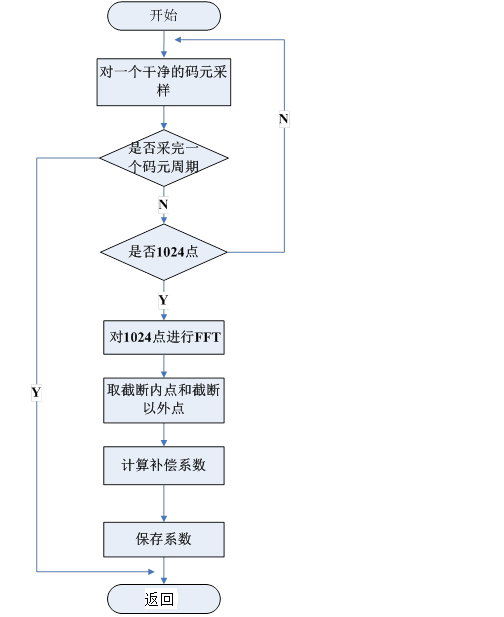 开始
对一个干净的码元采
样
N
是否采完一
个码元周期
N
是否1024点
Y
对1024点进行FFT
取截断内点和截断
以外点
Y
计算补偿系数
保存系数
返回